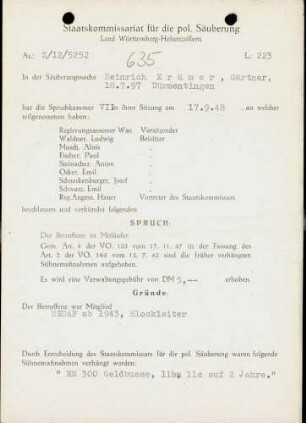 Staatskommissariat für die pol. Säuberung
Land Württemberg-Hohenzollern
Az.: Z/12/5252
635
L: 223
In der Säuberungssache Heinrich Krämer, Gärtner,
18.7.97 Dürmentingen
hat die Spruchkammer VII in ihrer Sitzung am 17.9.48 an welcher
teilgenommen haben:
Regierungsassessor Wax Vorsitzender
Waldner, Ludwig Beisitzer
Musch, Alois "
Fischer, Paul "
Steinacher, Anton "
Osker, Emil "
Schneckenburger, Josef "
Schwarz, Emil "
Reg.Angest. Hauer Vertreter des Staatskommissars
beschlossen und verkündet folgenden
SPRUCH:
Der Betroffene ist Mitläufer.
Gem. Art. 6 der VO. 133 vom 17. 11. 47 in der Fassung des
Art. 2 der VO. 165 vom 13. 7. 48 sind die früher verhängten
Sühnemaßnahmen aufgehoben.
Es wird eine Verwaltungsgebühr von DM 5,-- erhoben.
Gründe:
Der Betroffene war Mitglied
NSDAP ab 1943, Blockleiter
Durch Entscheidung des Staatskommissars für die pol. Säuberung waren folgende
Sühnemaßnahmen verhängt worden:
" RM 300 Geldbusse, 11b, 11c auf 2 Jahre."